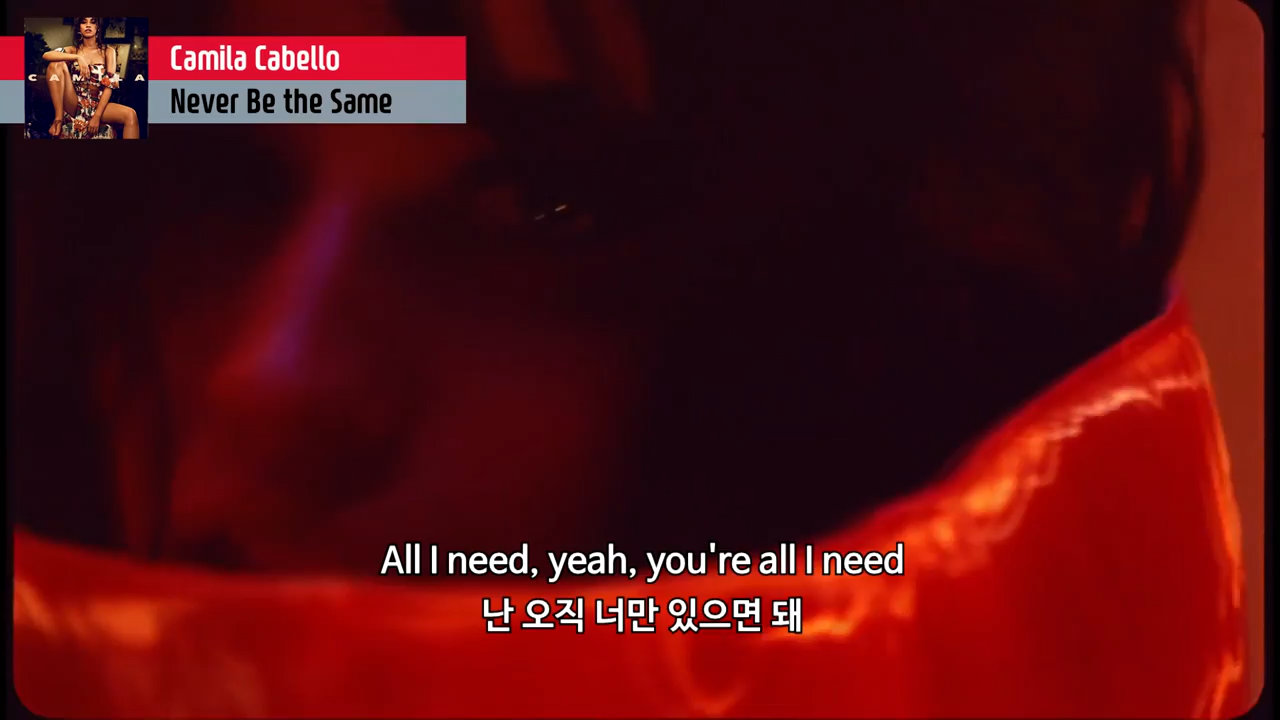 Camila Cabello
Never Be the Same
CAMILA
All I need, yeah, you're all I need
난 오직 너만 있으면 돼